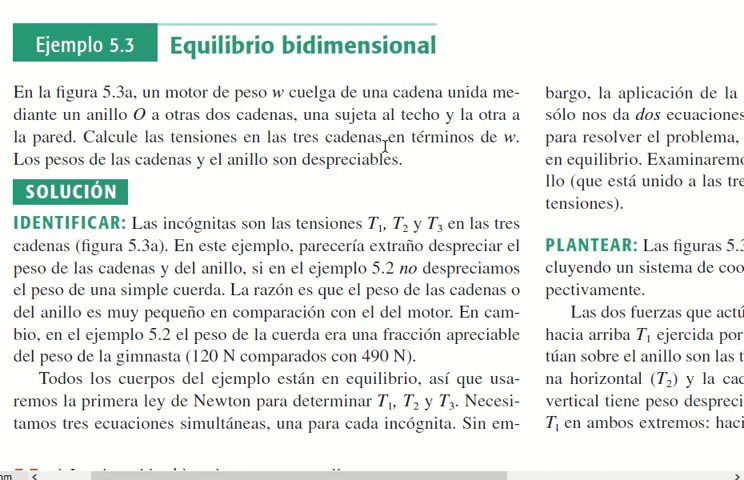 Ejemplo 5.3 Equilibrio bidimensional
En la figura 5.3a, un motor de peso w cuelga de una cadena unida me-
diante un anillo O a otras dos cadenas, una sujeta al techo y la otra a
la pared. Calcule las tensiones en las tres cadenas en términos de w.
Los pesos de las cadenas y el anillo son despreciables.
SOLUCIÓN
IDENTIFICAR: Las incógnitas son las tensiones T1, T2 y T3 en las tres
cadenas (figura 5.3a). En este ejemplo, parecería extraño despreciar el
peso de las cadenas y del anillo, si en el ejemplo 5.2 no despreciamos
el peso de una simple cuerda. La razón es que el peso de las cadenas o
del anillo es muy pequeño en comparación con el del motor. En cam-
bio, en el ejemplo 5.2 el peso de la cuerda era una fracción apreciable
del peso de la gimnasta (120 N comparados con 490 N).
Todos los cuerpos del ejemplo están en equilibrio, así que usa-
remos la primera ley de Newton para determinar T1, T2 y T3. Necesi-
tamos tres ecuaciones simultáneas, una para cada incógnita. Sin em-
bargo, la aplicación de la
sólo nos da dos ecuaciones
para resolver el problema,
en equilibrio. Examinaremo
llo (que está unido a las tre
tensiones).
PLANTEAR: Las figuras 5.3
cluyendo un sistema de coo
pectivamente.
Las dos fuerzas que actú
hacia arriba T1 ejercida por
túan sobre el anillo son las t
na horizontal (T2) y la cad
vertical tiene peso despreci
T1 en ambos extremos: haci